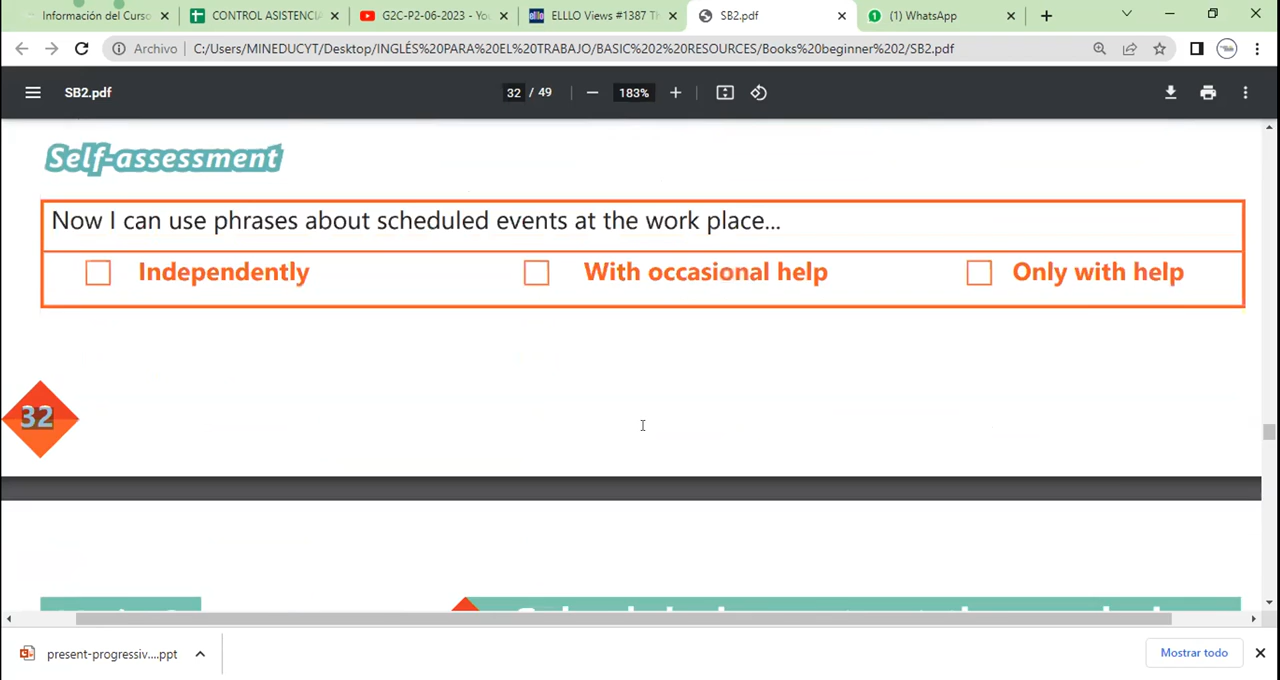 Información del Curso
CONTROL ASISTENCIA
G2C-P2-06-2023 - You
ELLLO Views #1387 Th
SB2.pdf
(1) WhatsApp
Archivo
C:/Users/MINEDUCYT/Desktop/INGLÉS%20PARA%20EL%20TRABAJO/BASIC%202%20RESOURCES/Books%20beginner%202/SB2.pdf
SB2.pdf
32 / 49
183%
Self-assessment
Now I can use phrases about scheduled events at the work place...
Independently
With occasional help
Only with help
32
present-progressiv....ppt
Mostrar todo